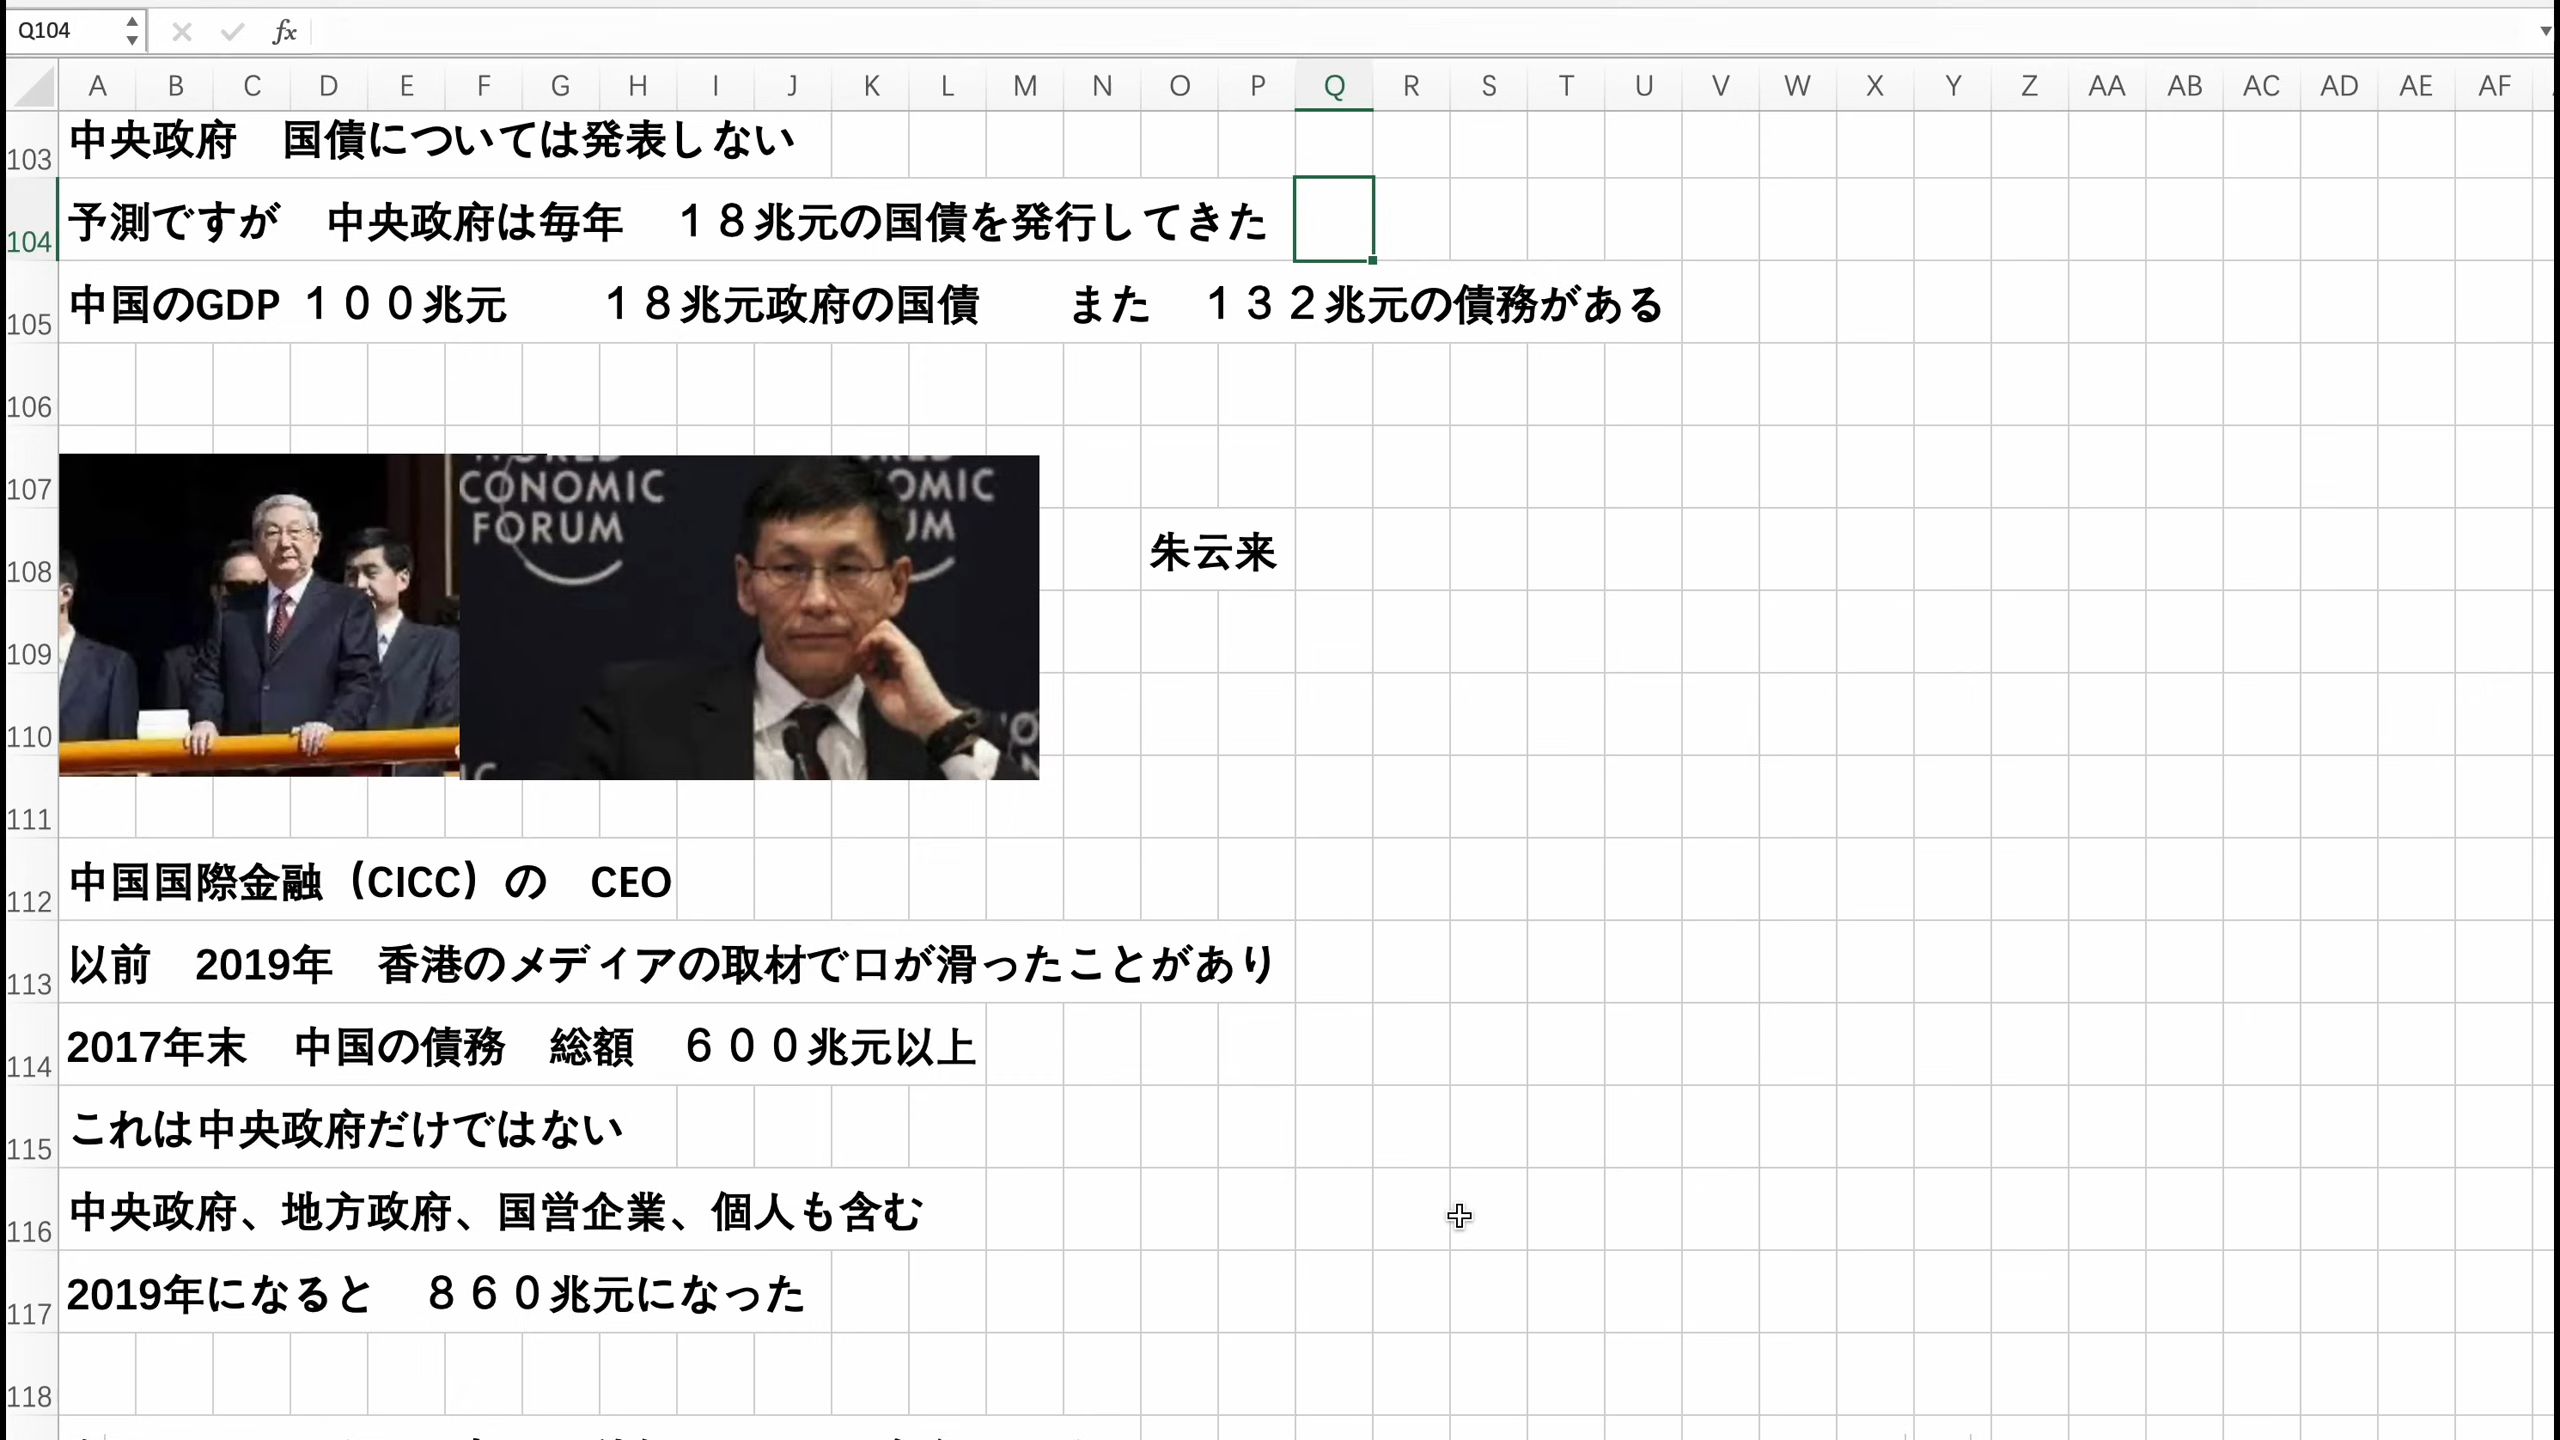 Q104
fx
A B C D E F G H I J K L M N O P Q R S T U V W X Y Z AA AB AC AD AE AF
103 中央政府　国債については発表しない
104 予測ですが　中央政府は毎年　１８兆元の国債を発行してきた
105 中国のGDP １００兆元　　１８兆元政府の国債　　また　１３２兆元の債務がある
106
107
CONOMIC
FORUM
OMIC
UM
108 朱云来
109
110
111
112 中国国際金融（CICC）の　CEO
113 以前　2019年　香港のメディアの取材で口が滑ったことがあり
114 2017年末　中国の債務　総額　６００兆元以上
115 これは中央政府だけではない
116 中央政府、地方政府、国営企業、個人も含む
117 2019年になると　８６０兆元になった
118